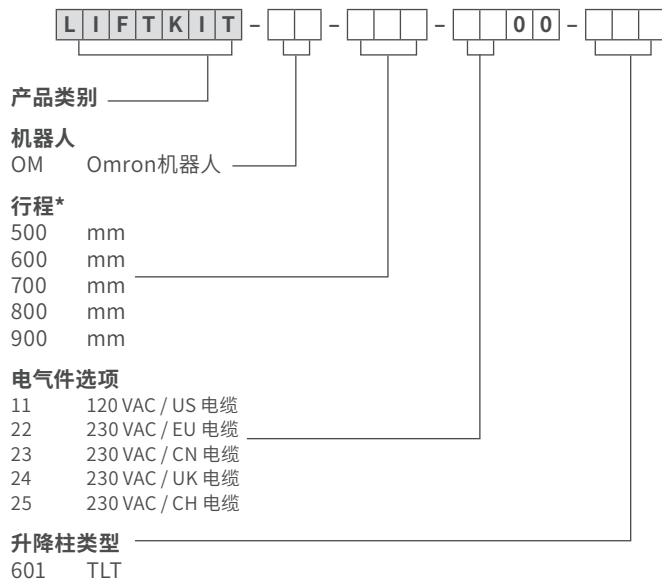 LIFTKIT-   -    -  00-
产品类别
机器人
OM Omron机器人
行程*
500 mm
600 mm
700 mm
800 mm
900 mm
电气件选项
11 120 VAC / US 电缆
22 230 VAC / EU 电缆
23 230 VAC / CN 电缆
24 230 VAC / UK 电缆
25 230 VAC / CH 电缆
升降柱类型
601 TLT